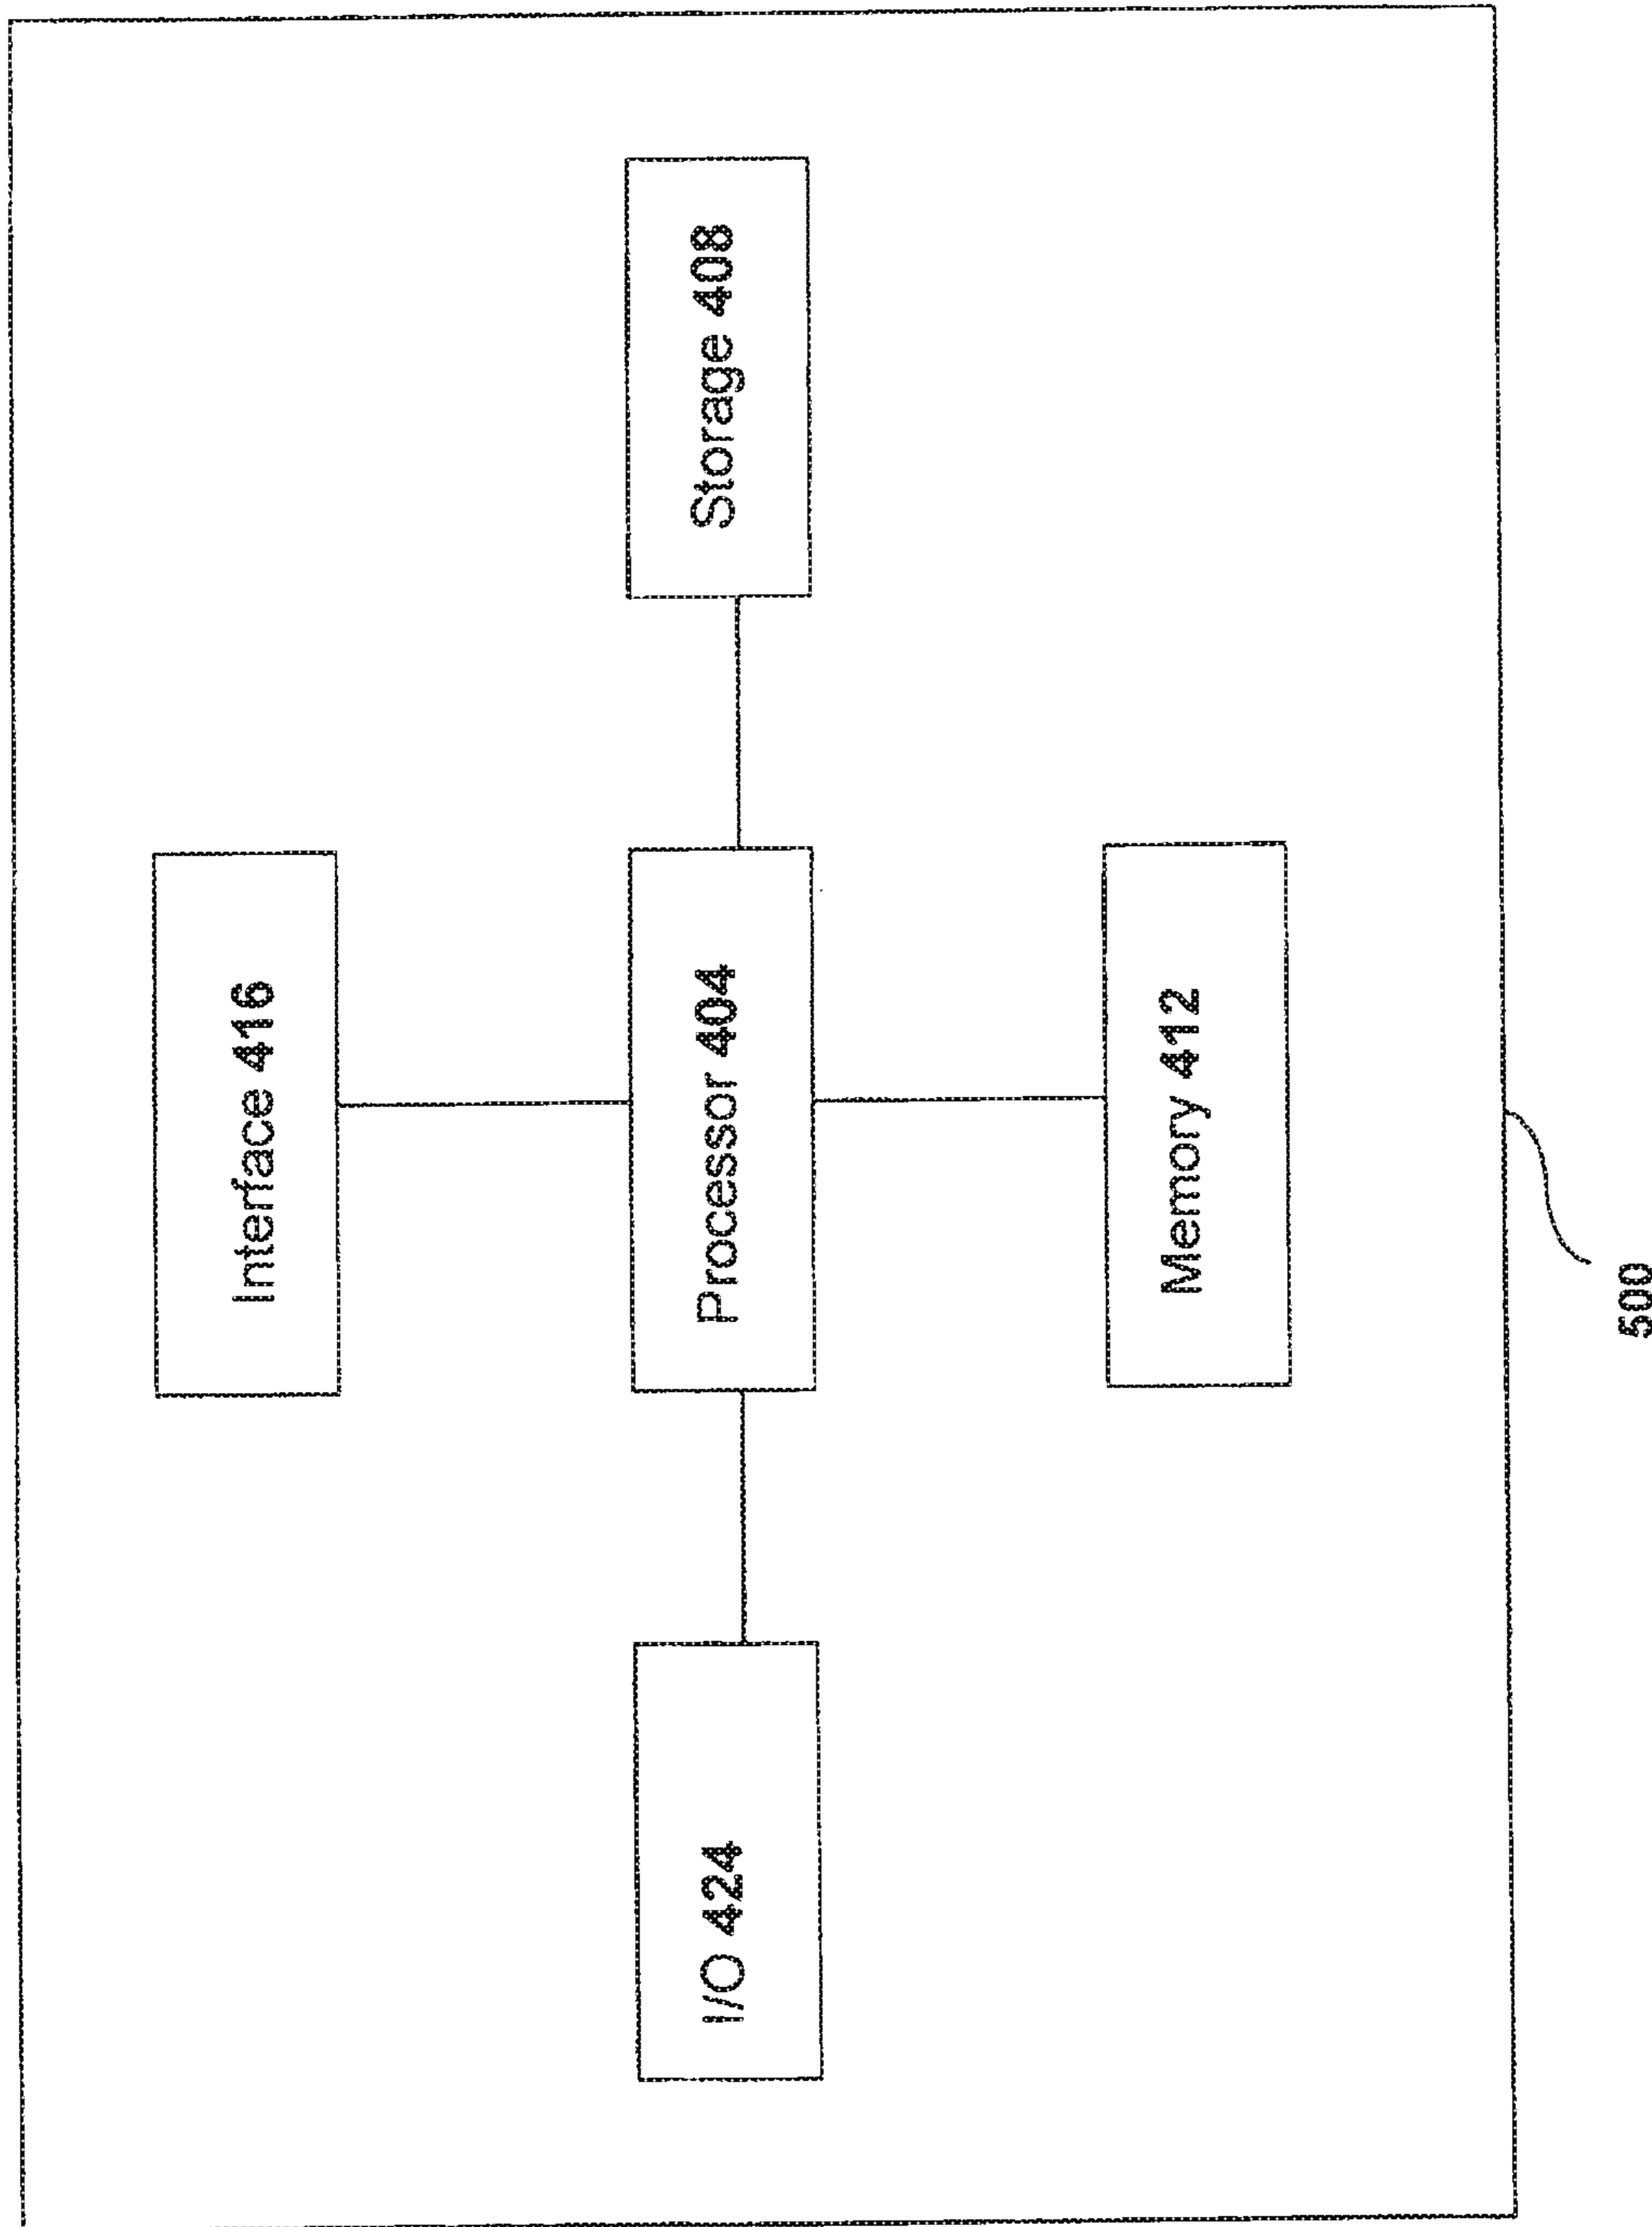 Interface 416
I/O 424
Processor 404
Storage 408
Memory 412
500